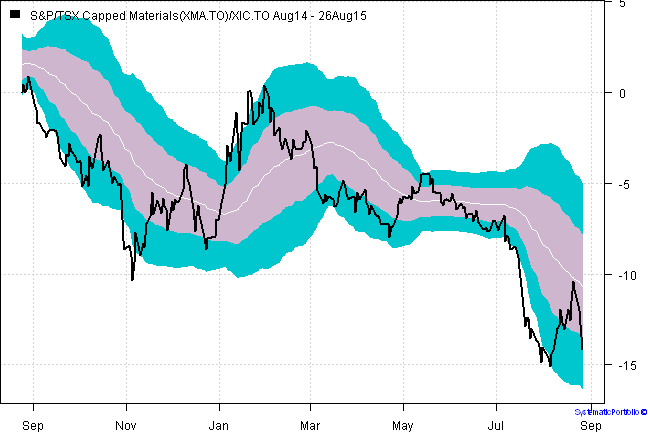 S&P/TSX Capped Materials(XMA.TO)/XIC.TO Aug14 - 26Aug15
5
0
-5
-10
-15
Sep Nov Jan Mar May Jul Sep
SystematicPortfolio ©